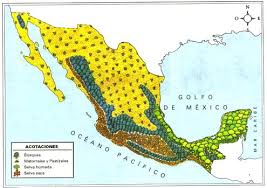 N
GOLFO
DE MÉXICO
MAR CARIBE
OCÉANO PACÍFICO
ACOTACIONES
Bosques
Matorrales y Pastizales
Selva húmeda
Selva seca